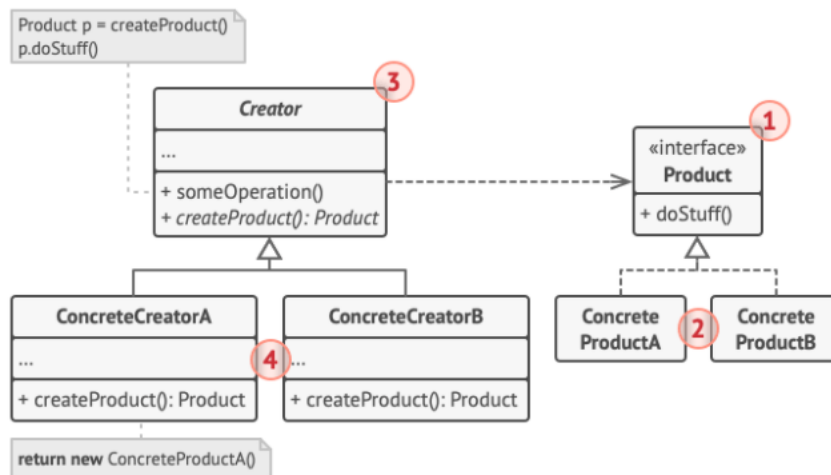 Product p = createProduct()
p.doStuff()
3
Creator
...
+ someOperation()
+ createProduct(): Product
1
«interface»
Product
+ doStuff()
ConcreteCreatorA
...
+ createProduct(): Product
4
ConcreteCreatorB
...
+ createProduct(): Product
Concrete
ProductA
2
Concrete
ProductB
return new ConcreteProductA()